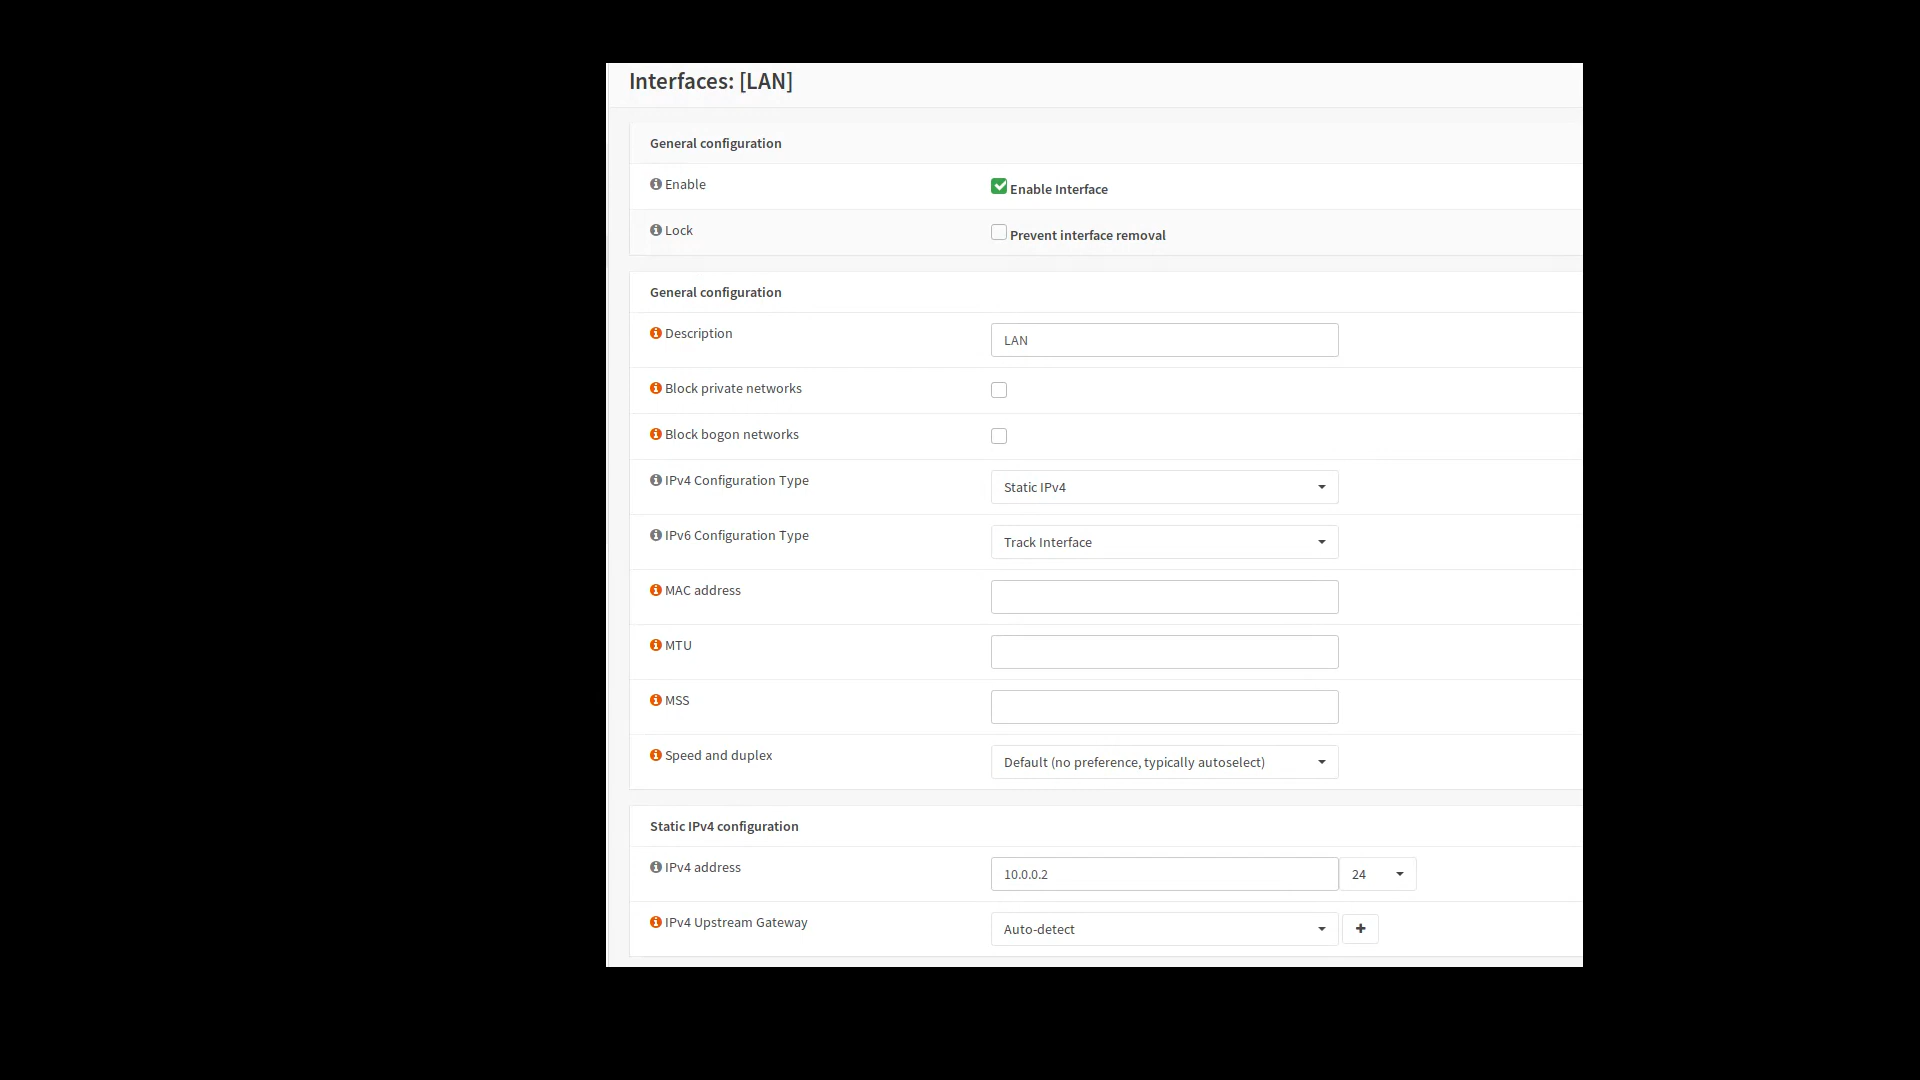 Interfaces: [LAN]
General configuration
Enable
Enable Interface
Lock
Prevent interface removal
General configuration
Description
LAN
Block private networks
Block bogon networks
IPv4 Configuration Type
Static IPv4
IPv6 Configuration Type
Track Interface
MAC address
MTU
MSS
Speed and duplex
Default (no preference, typically autoselect)
Static IPv4 configuration
IPv4 address
10.0.0.2
24
IPv4 Upstream Gateway
Auto-detect